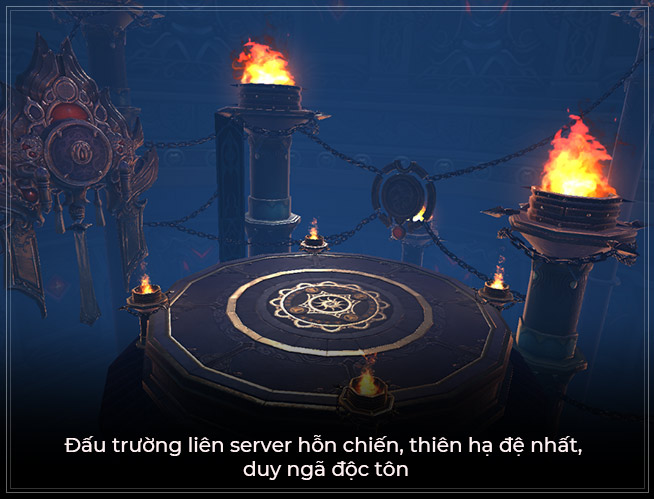 Đấu trường liên server hỗn chiến, thiên hạ đệ nhất,
duy ngã độc tôn